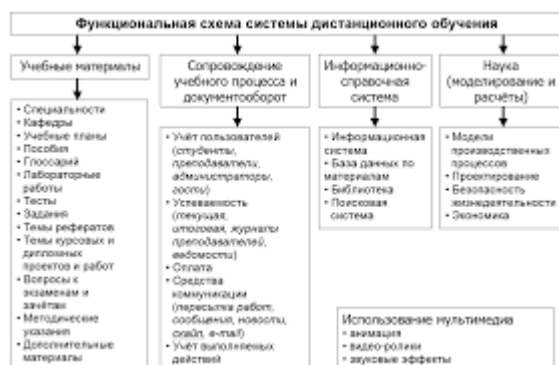 Функциональная схема системы дистанционного обучения
Учебные материалы
• Специальности
• Кафедры
• Учебные планы
• Пособия
• Глоссарий
• Лабораторные
работы
• Тесты
• Задания
• Темы рефератов
• Темы курсовых и
дипломных
проектов и работ
• Вопросы к
экзаменам и
зачётам
• Методические
указания
• Дополнительные
материалы
Сопровождение
учебного процесса и
документооборот
• Учёт пользователей
(студенты,
преподаватели,
администраторы,
гости)
• Успеваемость
(текущая,
итоговая, журналы
преподавателей,
ведомости)
• Оплата
• Средства
коммуникации
(пересылка работ,
сообщения, новости,
скайп, e-mail)
• Учёт выполняемых
действий
Информационно-
справочная
система
• Информационная
система
• База данных по
материалам
• Библиотека
• Поисковая
система
Наука
(моделирование и
расчёты)
• Модели
производственных
процессов
• Проектирование
• Безопасность
жизнедеятельности
• Экономика
Использование мультимедиа
• анимация
• видео-ролики
• звуковые эффекты